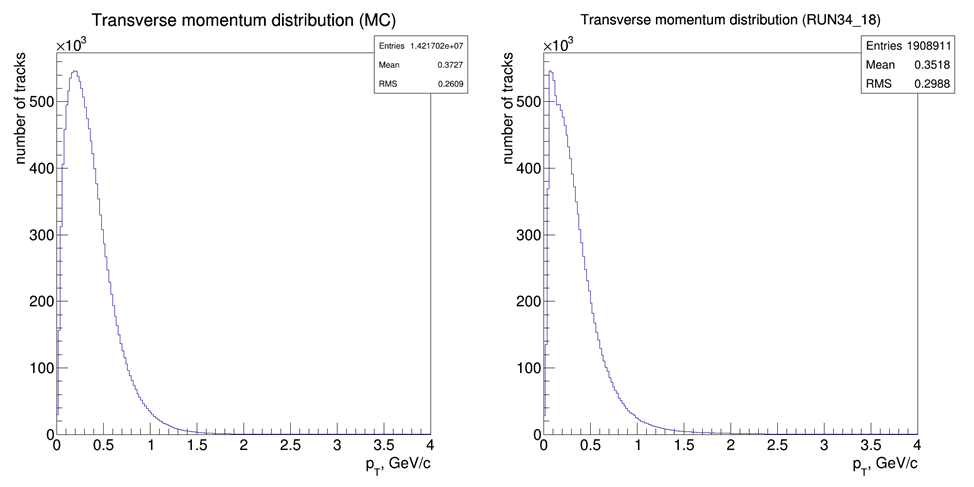 Transverse momentum distribution (MC)
×10³
Entries 1.421702e+07
Mean 0.3727
RMS 0.2609
number of tracks
500
400
300
200
100
0
0 0.5 1 1.5 2 2.5 3 3.5 4
p_T, GeV/c
Transverse momentum distribution (RUN34_18)
×10³
Entries 1908911
Mean 0.3518
RMS 0.2988
number of tracks
500
400
300
200
100
0
0 0.5 1 1.5 2 2.5 3 3.5 4
p_T, GeV/c